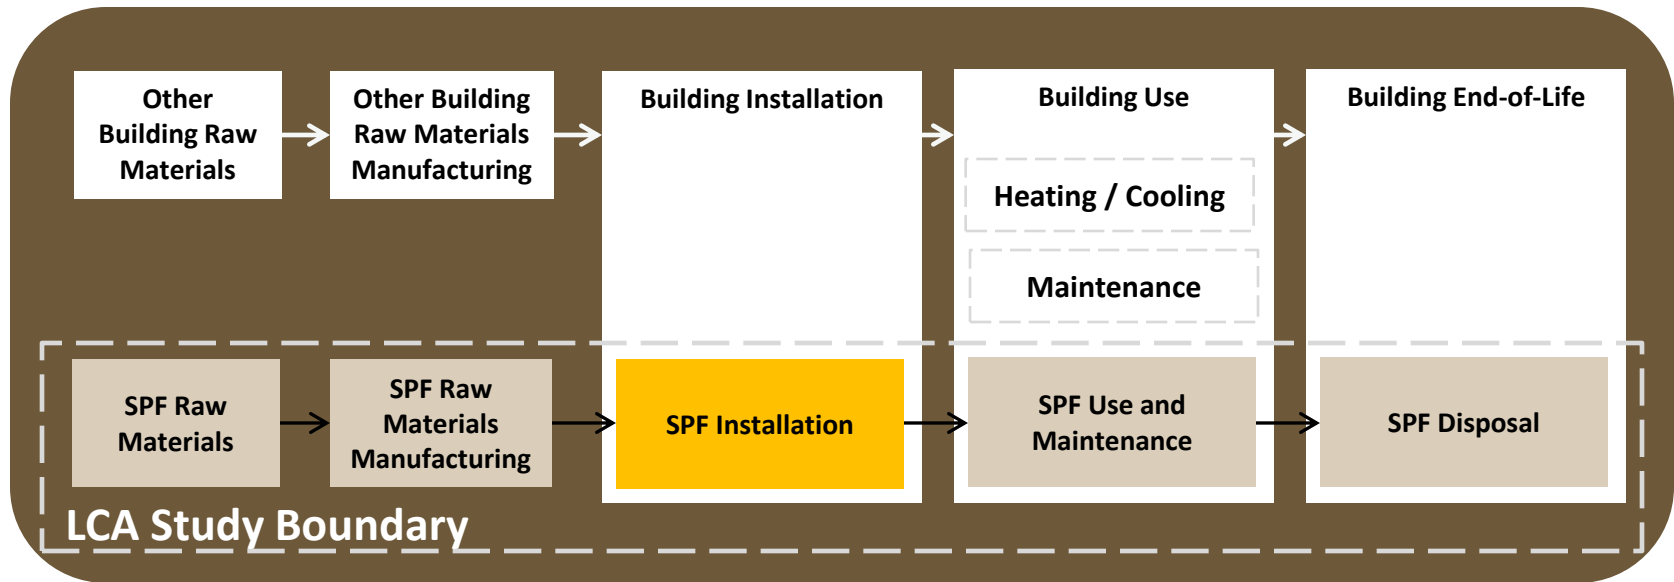 Other
Building Raw
Materials
Other Building
Raw Materials
Manufacturing
Building Installation
Building Use
Heating / Cooling
Maintenance
Building End-of-Life
SPF Raw
Materials
SPF Raw
Materials
Manufacturing
SPF Installation
SPF Use and
Maintenance
SPF Disposal
LCA Study Boundary